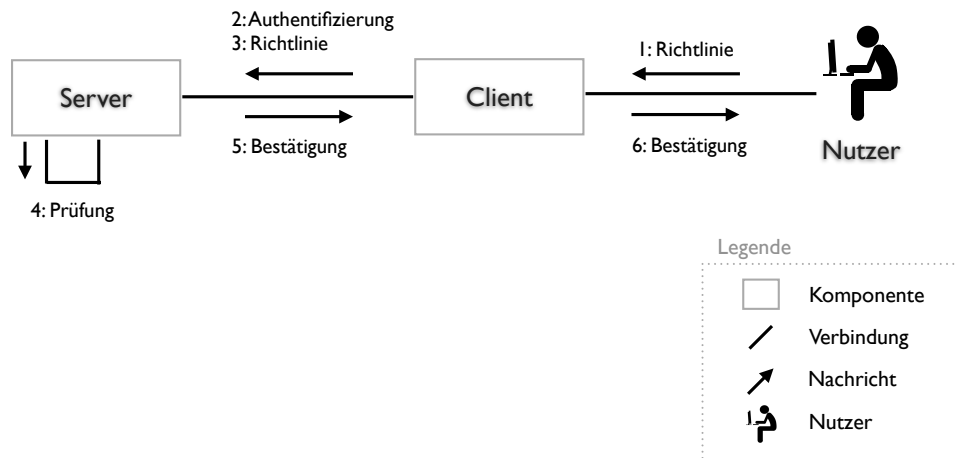 2: Authentifizierung
3: Richtlinie
1: Richtlinie
Server
Client
5: Bestätigung
6: Bestätigung
Nutzer
4: Prüfung
Legende
Komponente
Verbindung
Nachricht
Nutzer